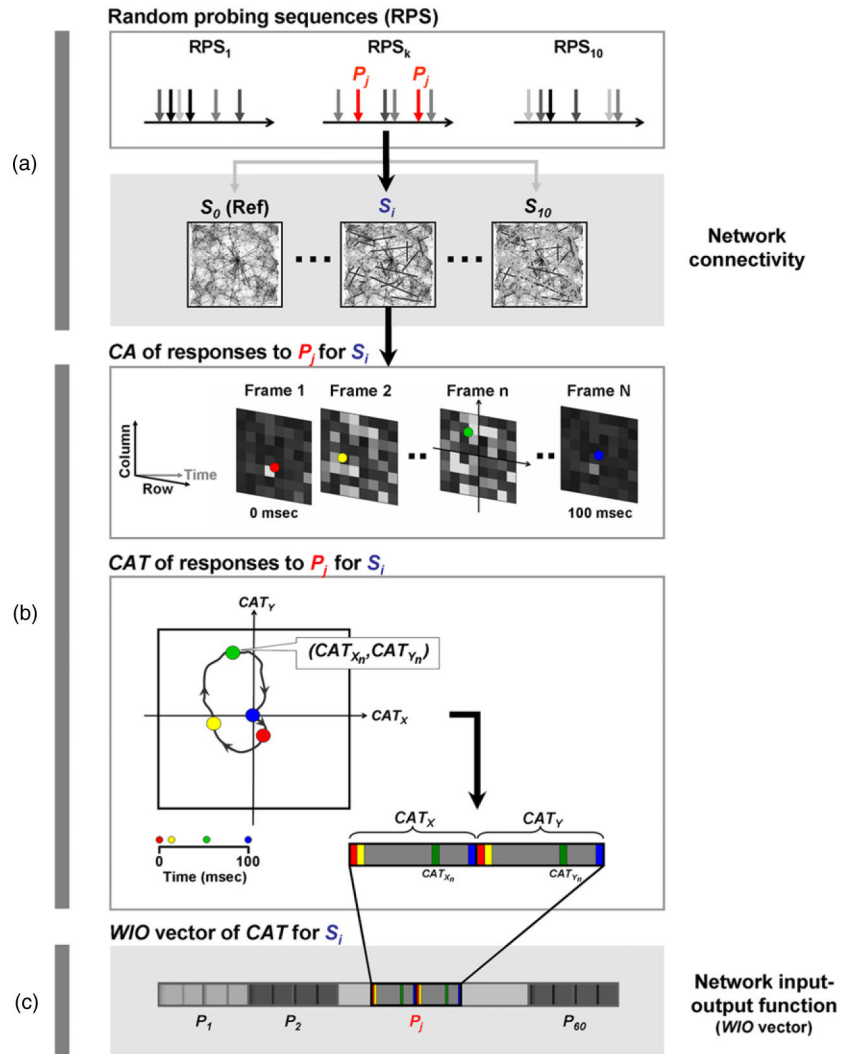 Random probing sequences (RPS)
RPS1 RPSk RPS10
Pj Pj
(a)
S0 (Ref) Si S10
Network
connectivity
CA of responses to Pj for Si
Frame 1 Frame 2 Frame n Frame N
Column
Time
Row
0 msec 100 msec
CAT of responses to Pj for Si
(b)
CATY
(CATXn,CATYn)
CATX
CATX CATY
0 100
Time (msec)
CATXn CATYn
WIO vector of CAT for Si
(c)
P1 P2 Pj P60
Network input-
output function
(WIO vector)